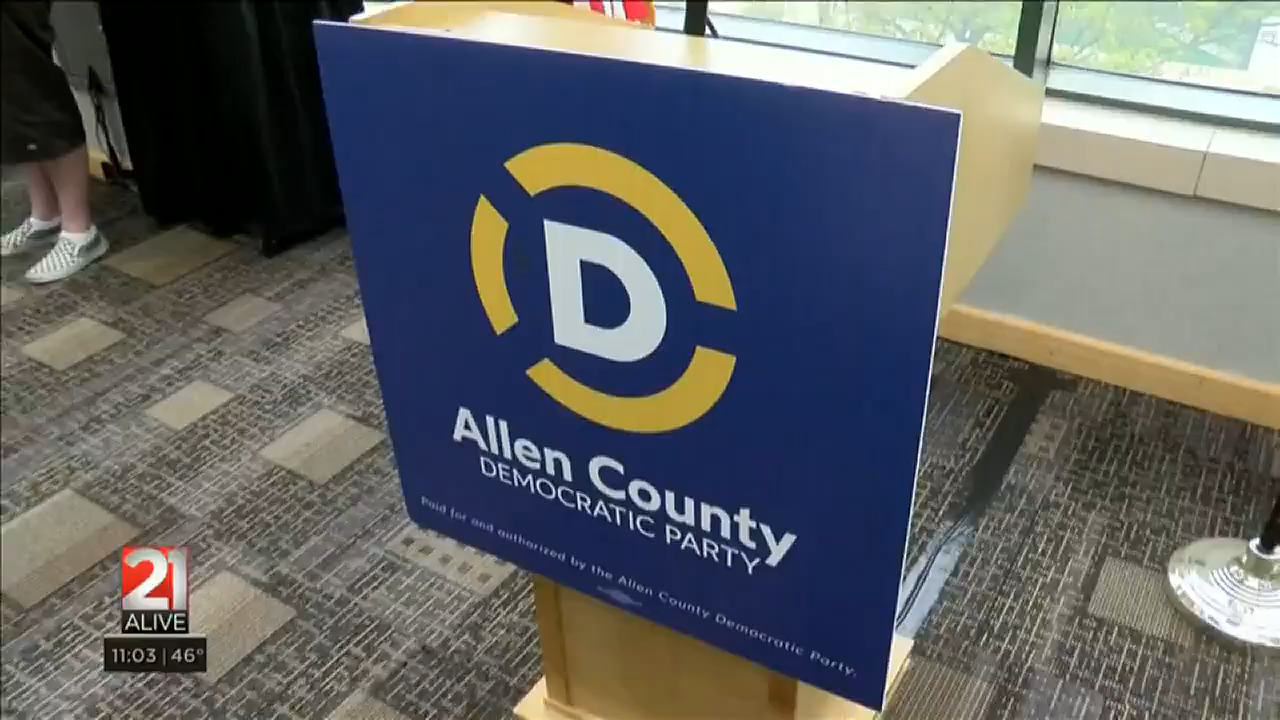 D
Allen County
DEMOCRATIC PARTY
Paid for and authorized by the Allen County Democratic Party.
21
ALIVE
11:03 | 46°